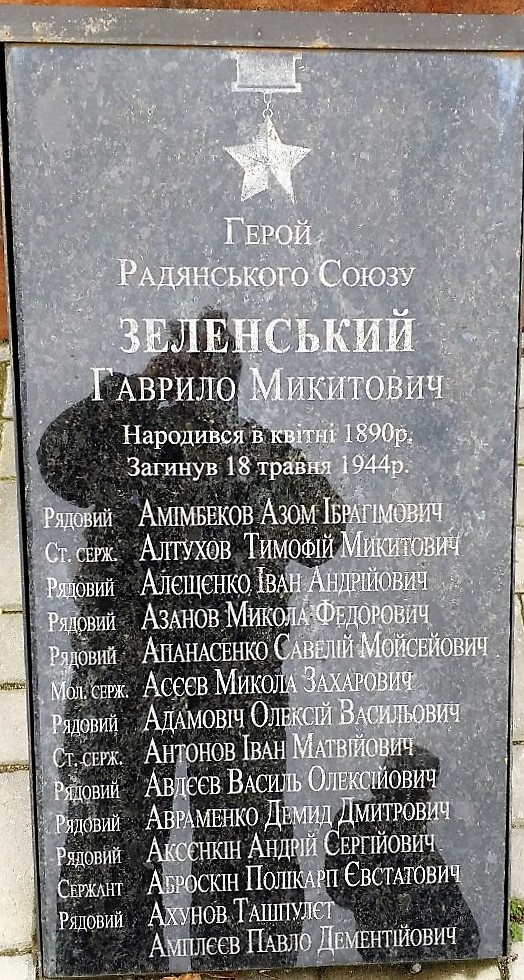 Герой
Радянського Союзу
ЗЕЛЕНСЬКИЙ
Гаврило Микитович
Народився в квітні 1890р.
Загинув 18 травня 1944р.
Рядовий Амімбеков Азом Ібрагімович
Ст. серж. Алтухов Тимофій Микитович
Рядовий Алєщєнко Іван Андрійович
Рядовий Азанов Микола Федорович
Рядовий Апанасенко Савелій Мойсейович
Мол. серж. Асєєв Микола Захарович
Рядовий Адамовіч Олексій Васильович
Ст. серж. Антонов Іван Матвійович
Рядовий Авдєєв Василь Олексійович
Рядовий Авраменко Демид Дмитрович
Рядовий Аксєнкін Андрій Сергійович
Сержант Аброскін Полікарп Євстатович
Рядовий Ахунов Ташпулєт
Амплєєв Павло Дементійович